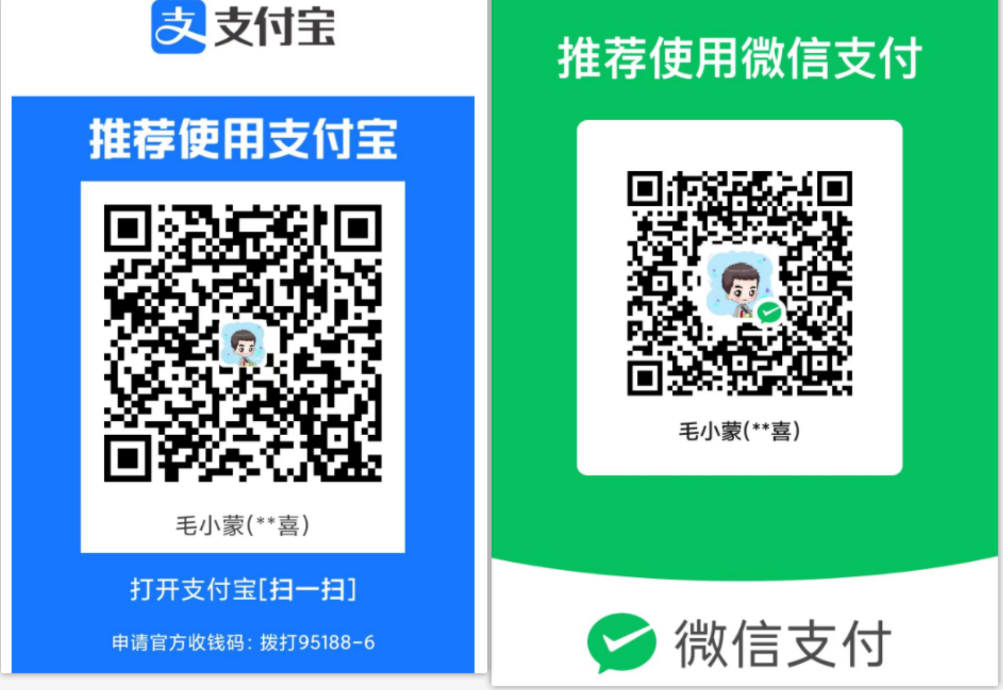 支付宝
推荐使用支付宝
毛小蒙(**喜)
打开支付宝[扫一扫]
申请官方收钱码：拨打95188-6
推荐使用微信支付
毛小蒙(**喜)
微信支付